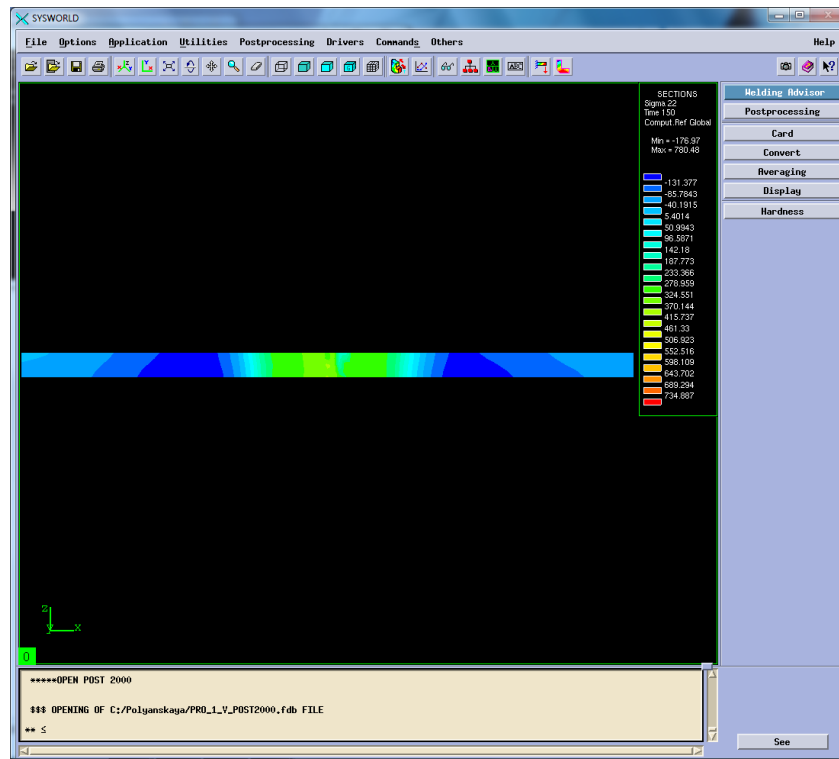 SYSWORLD
File Options Application Utilities Postprocessing Drivers Commands Others Help
SECTIONS
Sigma 22
Time 150
Comput.Ref Global
Min = -176.97
Max = 780.48
-131.377
-85.7843
-40.1915
5.4014
50.9943
96.5871
142.18
187.773
233.366
278.959
324.551
370.144
415.737
461.33
506.923
552.516
598.109
643.702
689.294
734.887
Welding Advisor
Postprocessing
Card
Convert
Averaging
Display
Hardness
z
y x
0
*****OPEN POST 2000
$$$ OPENING OF C:/Polyanskaya/PRO_1_V_POST2000.fdb FILE
** ≤
See